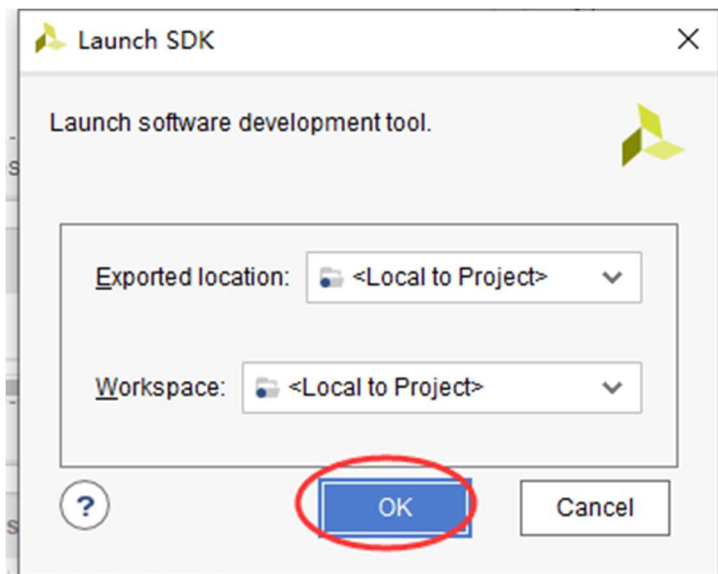 Launch SDK
Launch software development tool.
Exported location: <Local to Project>
Workspace: <Local to Project>
? OK Cancel